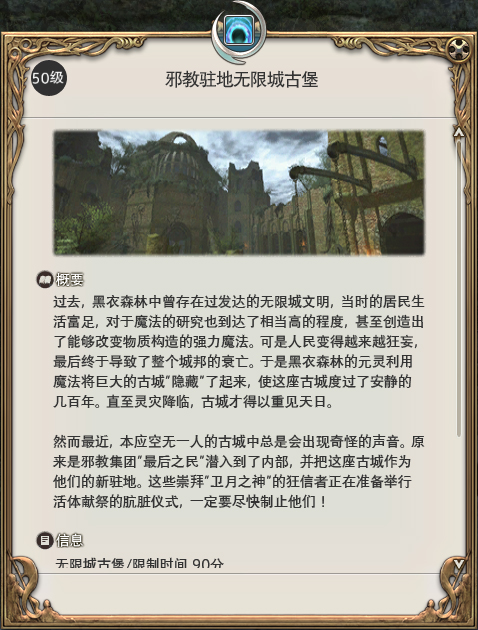 50级
邪教驻地无限城古堡
概要
过去，黑衣森林中曾存在过发达的无限城文明，当时的居民生
活富足，对于魔法的研究也到达了相当高的程度，甚至创造出
了能够改变物质构造的强力魔法。可是人民变得越来越狂妄，
最后终于导致了整个城邦的衰亡。于是黑衣森林的元灵利用
魔法将巨大的古城“隐藏”了起来，使这座古城度过了安静的
几百年。直至灵灾降临，古城才得以重见天日。
然而最近，本应空无一人的古城中总是会出现奇怪的声音。原
来是邪教集团“最后之民”潜入到了内部，并把这座古城作为
他们的新驻地。这些崇拜“卫月之神”的狂信者正在准备举行
活体献祭的肮脏仪式，一定要尽快制止他们！
信息
无限城古堡/限制时间 90分